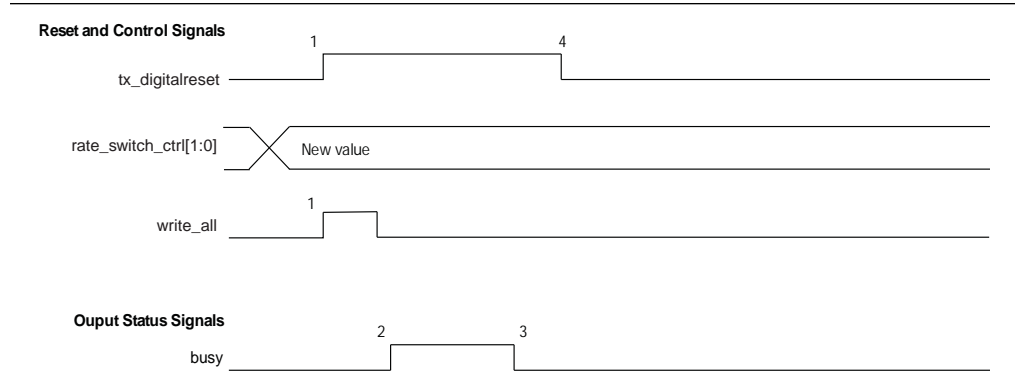 Reset and Control Signals
1
4
tx_digitalreset
rate_switch_ctrl[1:0]
New value
1
write_all
Ouput Status Signals
2
3
busy